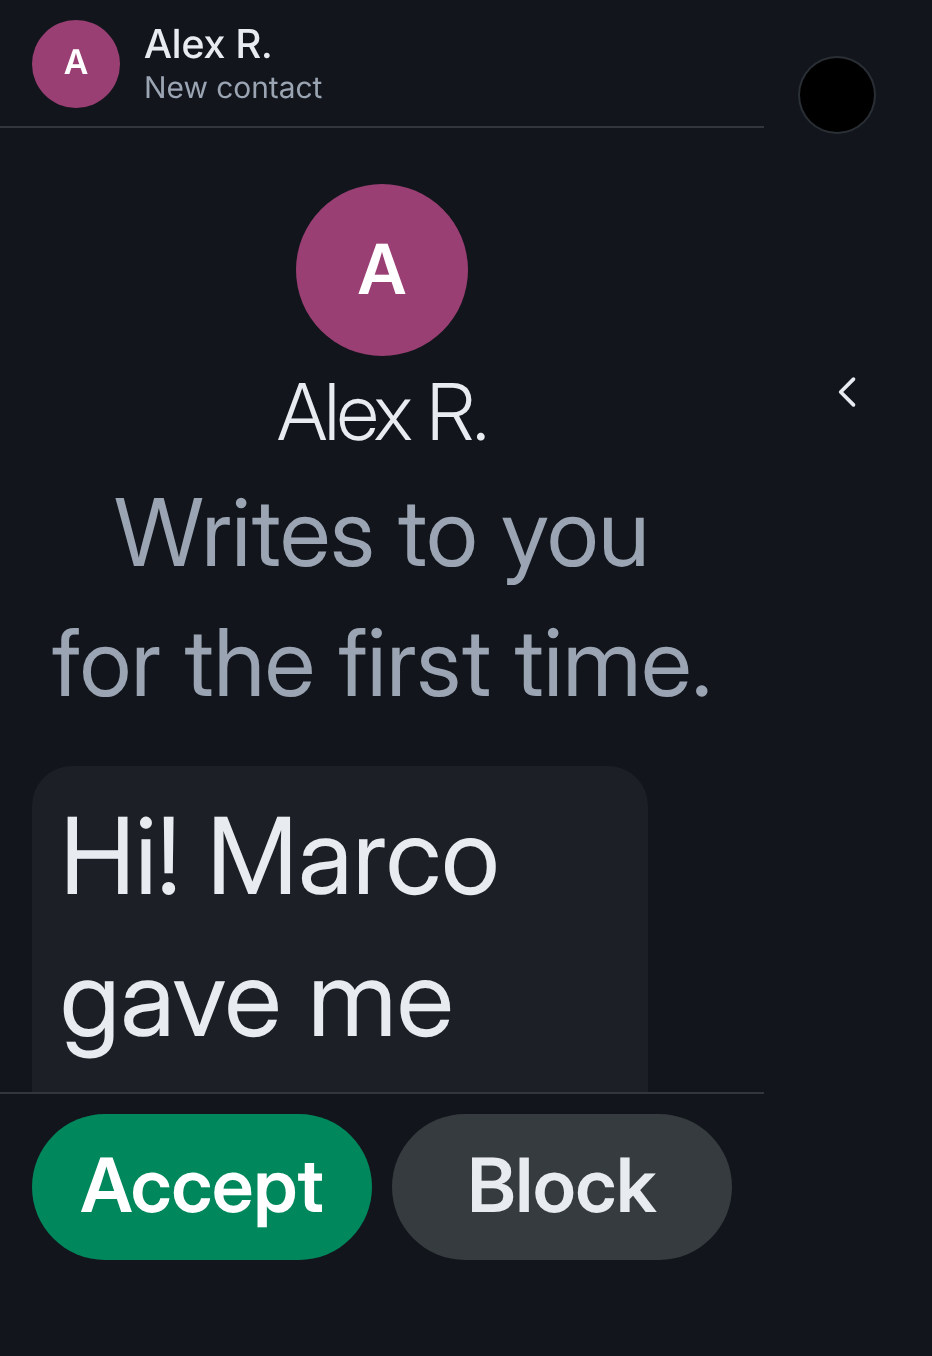 A
Alex R.
New contact
A
Alex R.
Writes to you
for the first time.
Hi! Marco
gave me
Accept
Block